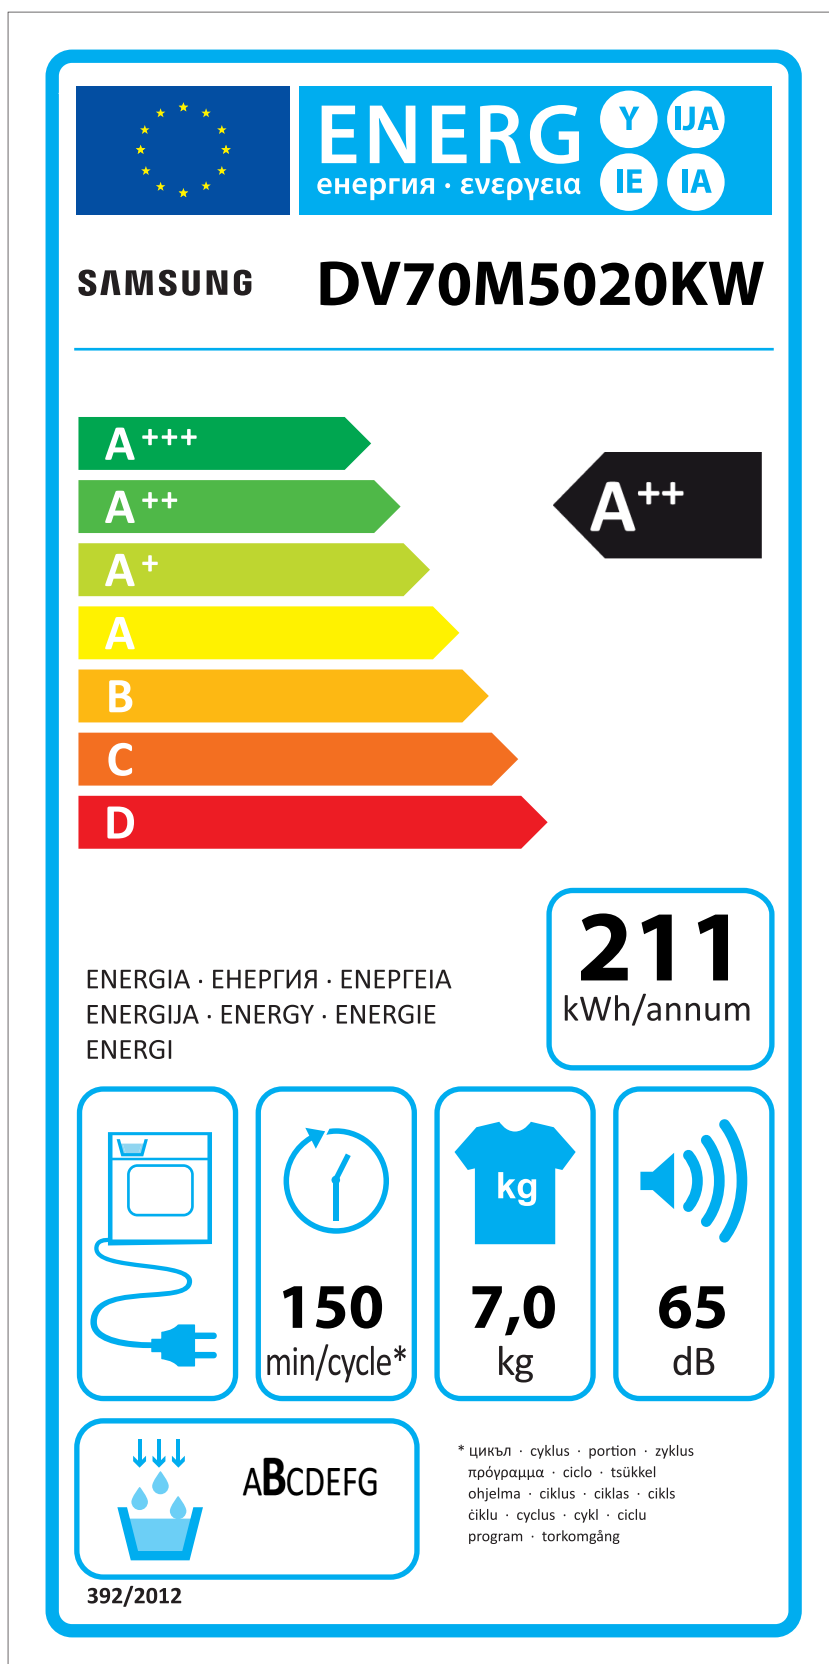 ENERG Y IJA
енергия · ενεργεια IE IA
SAMSUNG DV70M5020KW
A+++
A++
A++
A+
A
B
C
D
211
kWh/annum
ENERGIA · ЕНЕРГИЯ · ΕΝΕΡΓΕΙΑ
ENERGIJA · ENERGY · ENERGIE
ENERGI
kg
150
min/cycle*
7,0
kg
65
dB
ABCDEFG
* цикъл · cyklus · portion · zyklus
πρόγραμμα · ciclo · tsükkel
ohjelma · ciklus · ciklas · cikls
ċiklu · cyclus · cykl · ciclu
program · torkomgång
392/2012